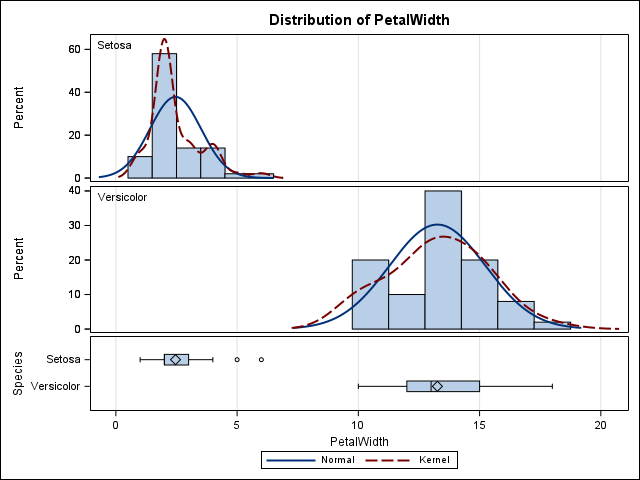 Distribution of PetalWidth
Setosa
Percent
60
40
20
0
Versicolor
Percent
40
30
20
10
0
Species
Setosa
Versicolor
0 5 10 15 20
PetalWidth
Normal Kernel